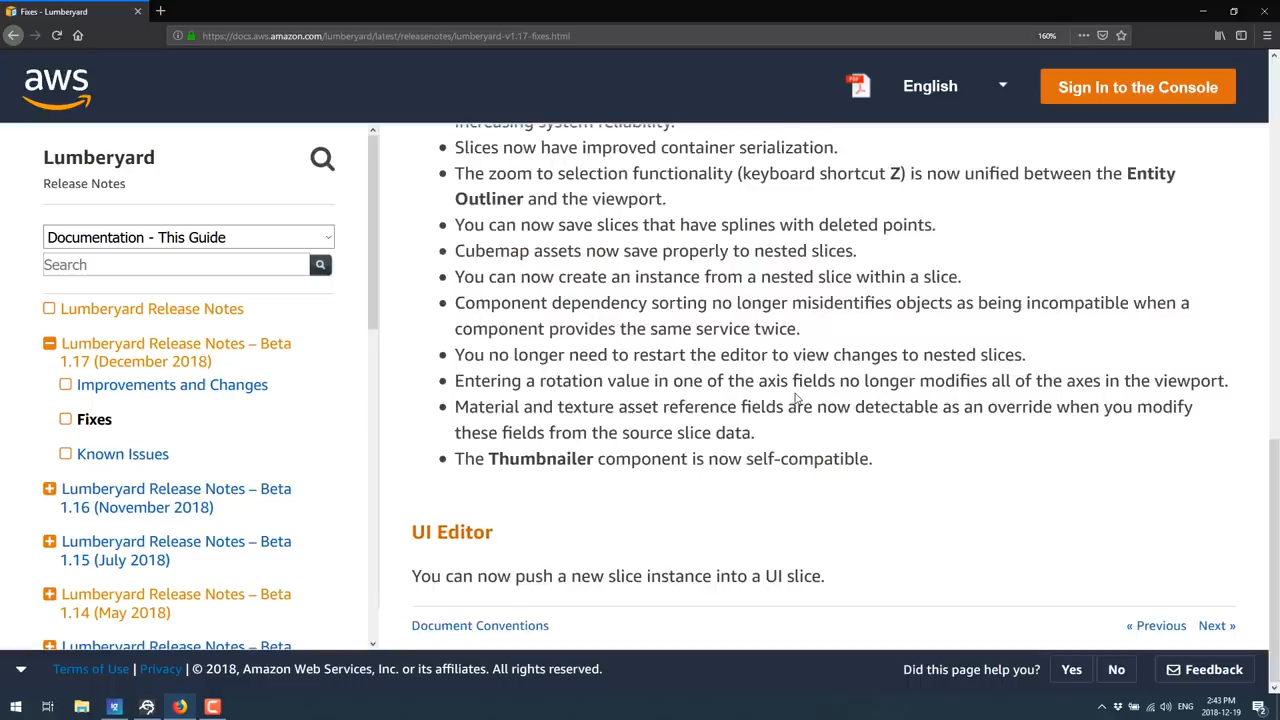 Fixes - Lumberyard
https://docs.aws.amazon.com/lumberyard/latest/releasenotes/lumberyard-v1.17-fixes.html
160%
aws
English
Sign In to the Console
Lumberyard
Release Notes
Documentation - This Guide
Search
Lumberyard Release Notes
Lumberyard Release Notes – Beta
1.17 (December 2018)
Improvements and Changes
Fixes
Known Issues
Lumberyard Release Notes – Beta
1.16 (November 2018)
Lumberyard Release Notes – Beta
1.15 (July 2018)
Lumberyard Release Notes – Beta
1.14 (May 2018)
Lumberyard Release Notes – Beta
increasing system reliability.
• Slices now have improved container serialization.
• The zoom to selection functionality (keyboard shortcut Z) is now unified between the Entity
Outliner and the viewport.
• You can now save slices that have splines with deleted points.
• Cubemap assets now save properly to nested slices.
• You can now create an instance from a nested slice within a slice.
• Component dependency sorting no longer misidentifies objects as being incompatible when a
component provides the same service twice.
• You no longer need to restart the editor to view changes to nested slices.
• Entering a rotation value in one of the axis fields no longer modifies all of the axes in the viewport.
• Material and texture asset reference fields are now detectable as an override when you modify
these fields from the source slice data.
• The Thumbnailer component is now self-compatible.
UI Editor
You can now push a new slice instance into a UI slice.
Document Conventions
« Previous Next »
Terms of Use | Privacy | © 2018, Amazon Web Services, Inc. or its affiliates. All rights reserved.
Did this page help you? Yes No Feedback
ENG
2:43 PM
2018-12-19